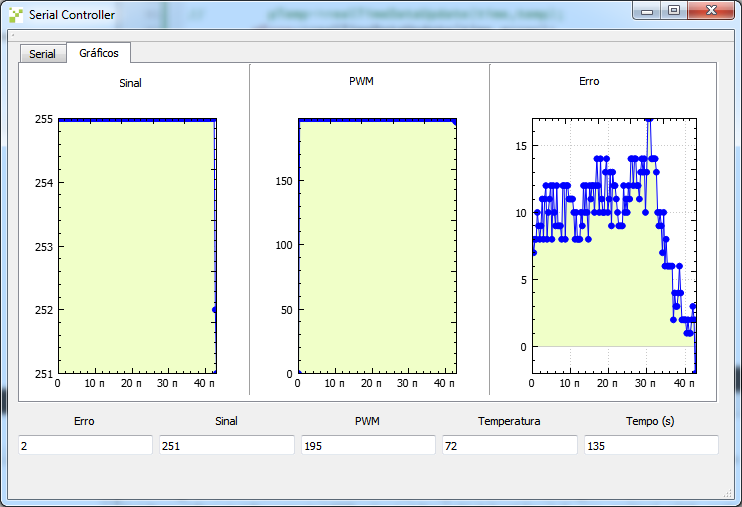 Serial Controller
Serial
Gráficos
Sinal
PWM
Erro
255
254
253
252
251
0
10 π
20 π
30 π
40 π
150
100
50
0
0
10 π
20 π
30 π
40 π
15
10
5
0
0
10 π
20 π
30 π
40 π
Erro
Sinal
PWM
Temperatura
Tempo (s)
2
251
195
72
135